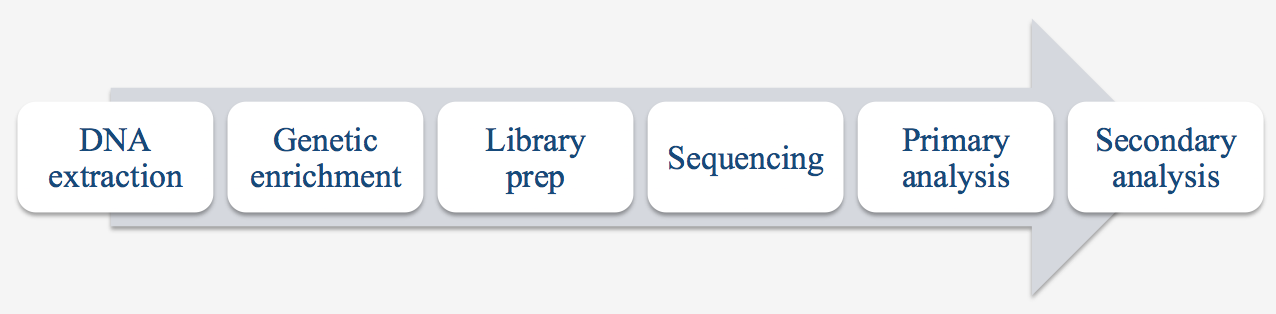 DNA
extraction
Genetic
enrichment
Library
prep
Sequencing
Primary
analysis
Secondary
analysis